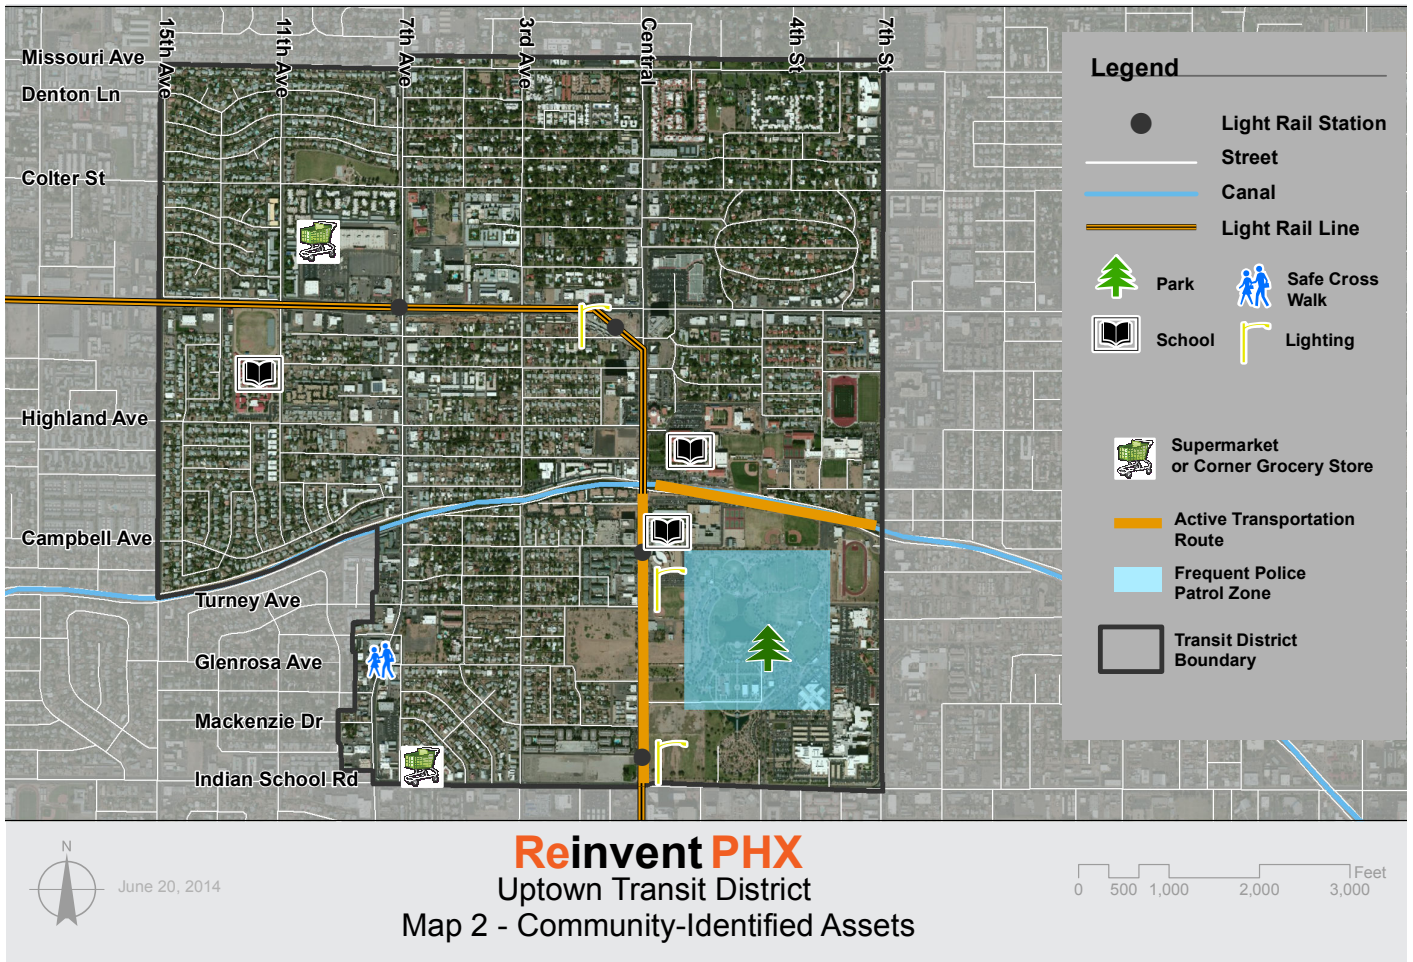 15th Ave
11th Ave
7th Ave
3rd Ave
Central
4th St
7th St
Missouri Ave
Denton Ln
Colter St
Highland Ave
Campbell Ave
Turney Ave
Glenrosa Ave
Mackenzie Dr
Indian School Rd
Legend
Light Rail Station
Street
Canal
Light Rail Line
Park
Safe Cross
Walk
School
Lighting
Supermarket
or Corner Grocery Store
Active Transportation
Route
Frequent Police
Patrol Zone
Transit District
Boundary
N
June 20, 2014
Reinvent PHX
Uptown Transit District
Map 2 - Community-Identified Assets
Feet
0 500 1,000 2,000 3,000